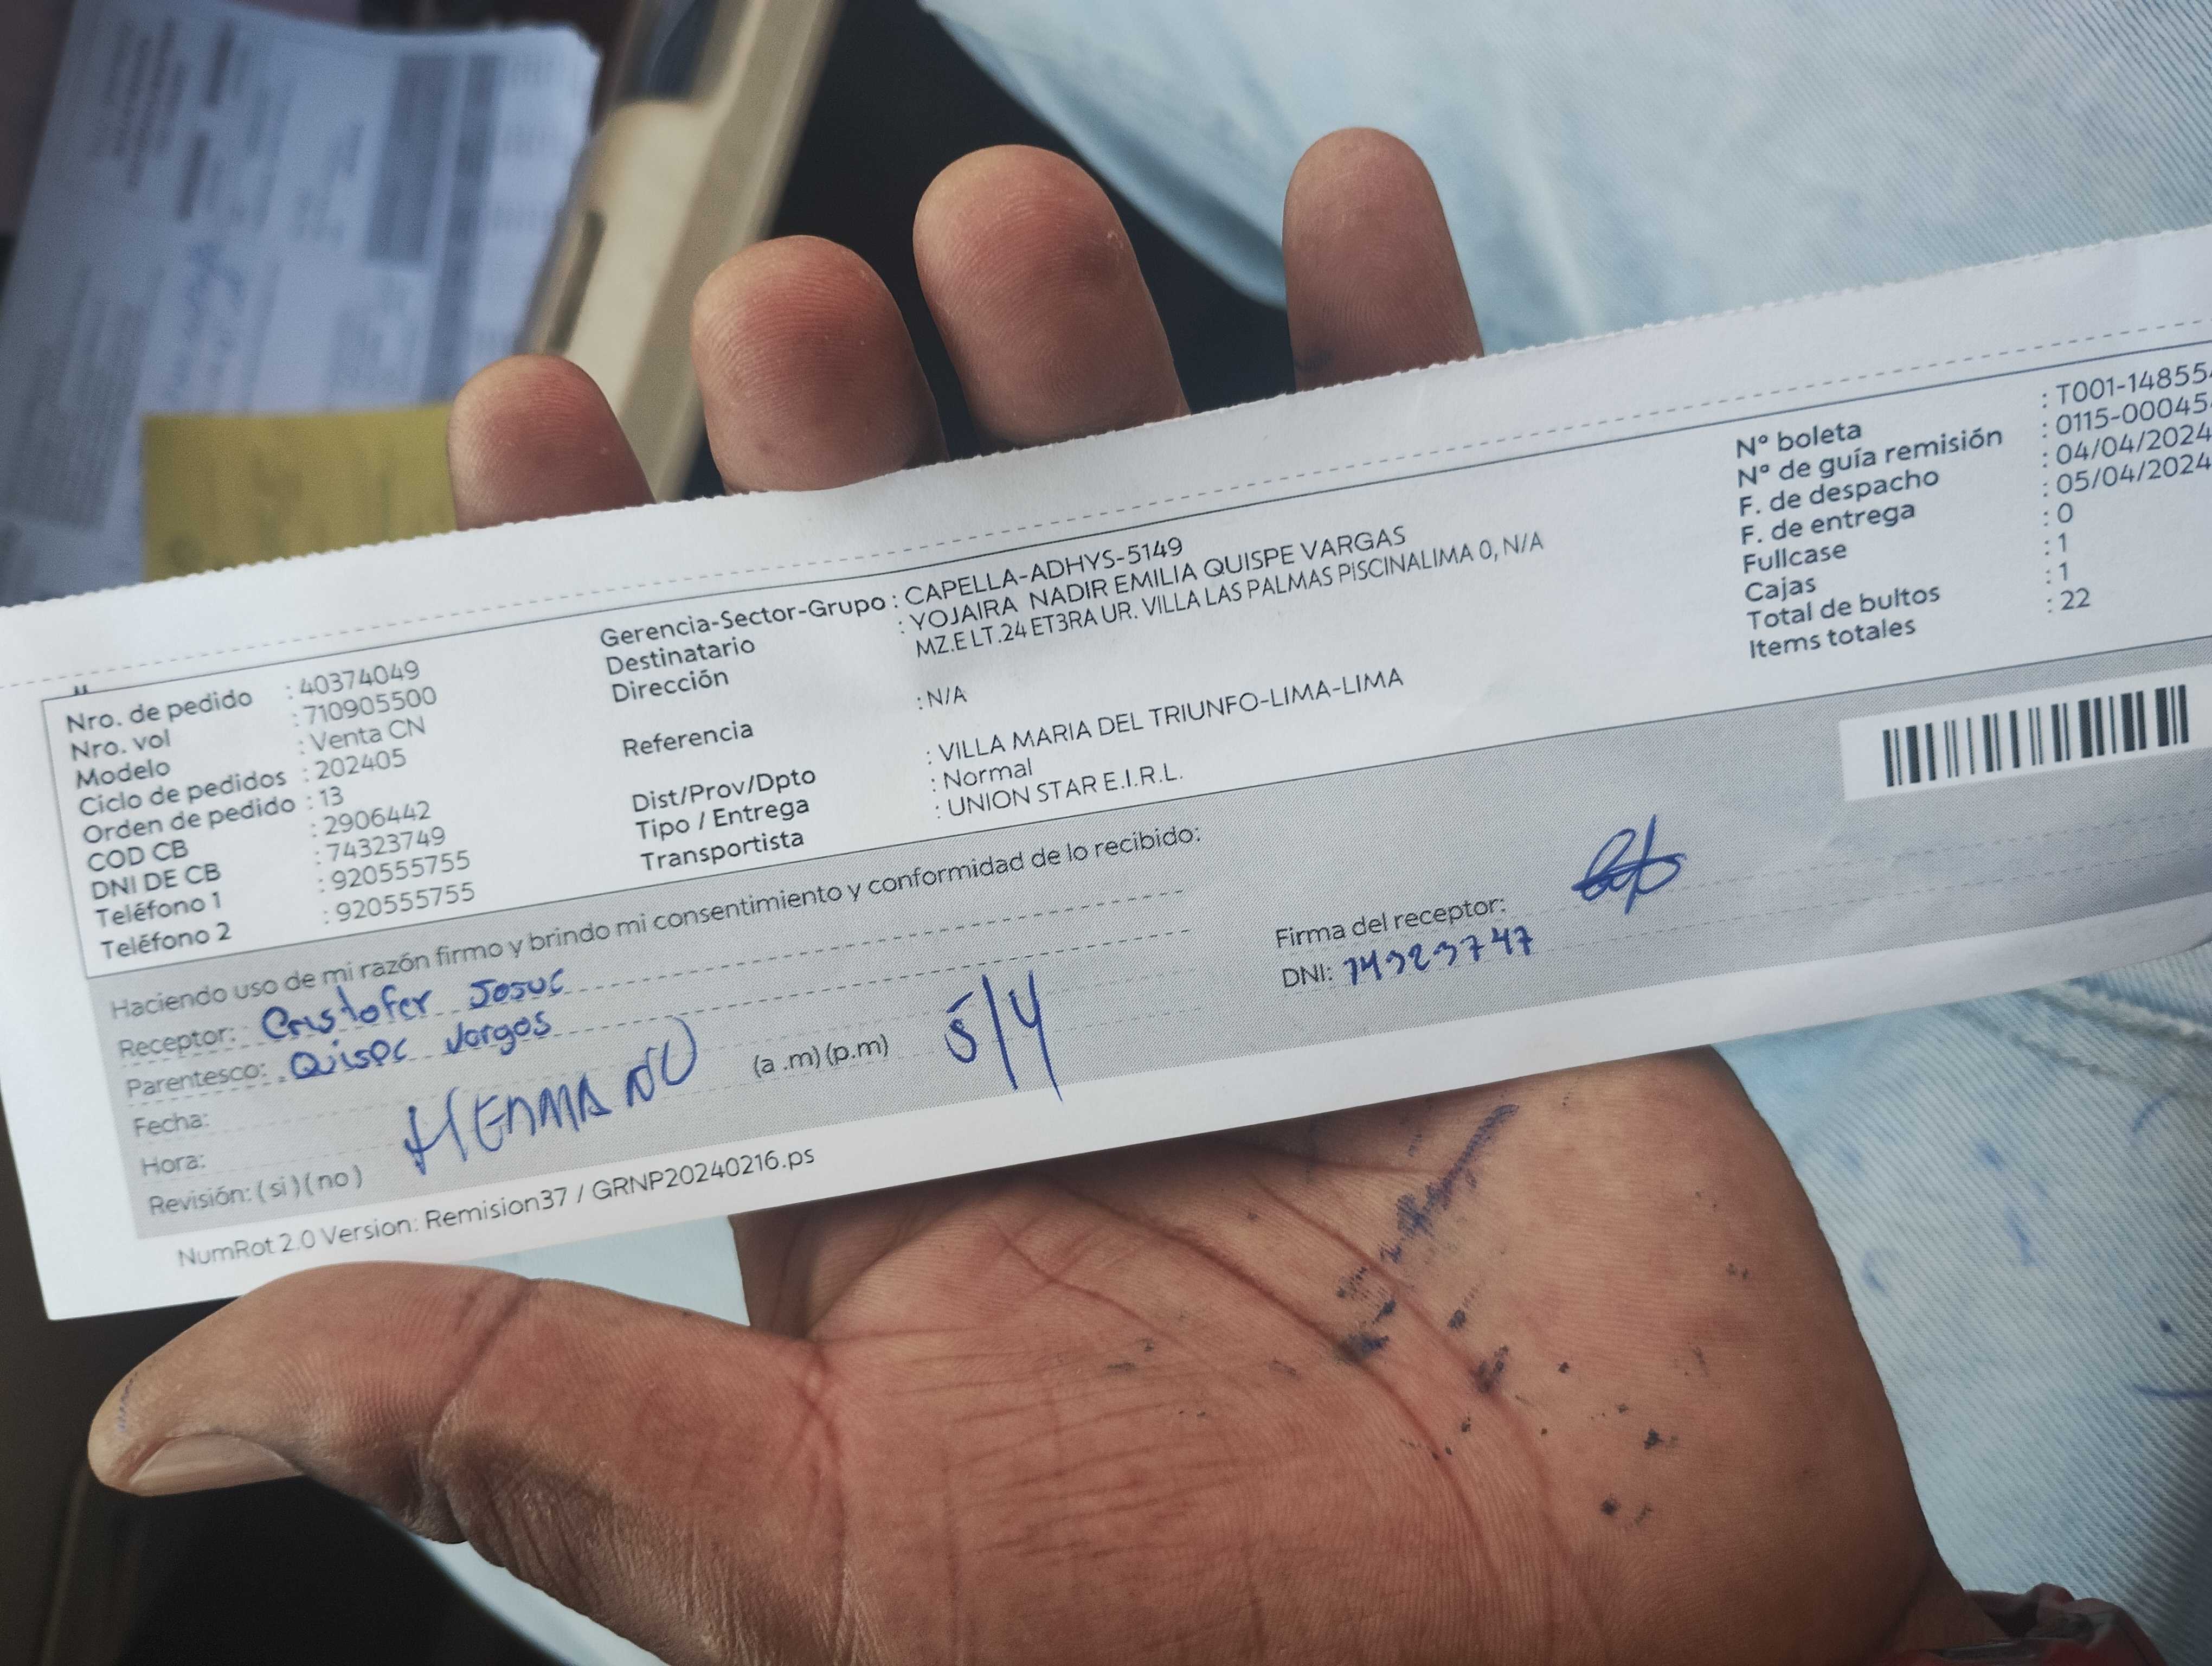 Nro. de pedido : 40374049
Nro. vol : 710905500
Modelo : Venta CN
Ciclo de pedidos : 202405
Orden de pedido : 13
COD CB : 2906442
DNI DE CB : 74323749
Teléfono 1 : 920555755
Teléfono 2 : 920555755
Gerencia-Sector-Grupo : CAPELLA-ADHYS-5149
Destinatario : YOJAIRA NADIR EMILIA QUISPE VARGAS
Dirección MZ.E LT.24 ET3RA UR. VILLA LAS PALMAS PISCINALIMA 0, N/A
Referencia : N/A
Dist/Prov/Dpto : VILLA MARIA DEL TRIUNFO-LIMA-LIMA
Tipo / Entrega : Normal
Transportista : UNION STAR E.I.R.L.
N° boleta : T001-14855
N° de guía remisión : 0115-00045
F. de despacho : 04/04/2024
F. de entrega : 05/04/2024
Fullcase : 0
Cajas : 1
Total de bultos : 1
Items totales : 22
Haciendo uso de mi razón firmo y brindo mi consentimiento y conformidad de lo recibido:
Receptor: Cristofer Josue
Parentesco: Quispe Vargas
Fecha:
HERMANO (a .m) (p.m) 5/4
Hora:
Revisión: ( si ) ( no )
Firma del receptor:
DNI: 74323747
NumRot 2.0 Version: Remision37 / GRNP20240216.ps